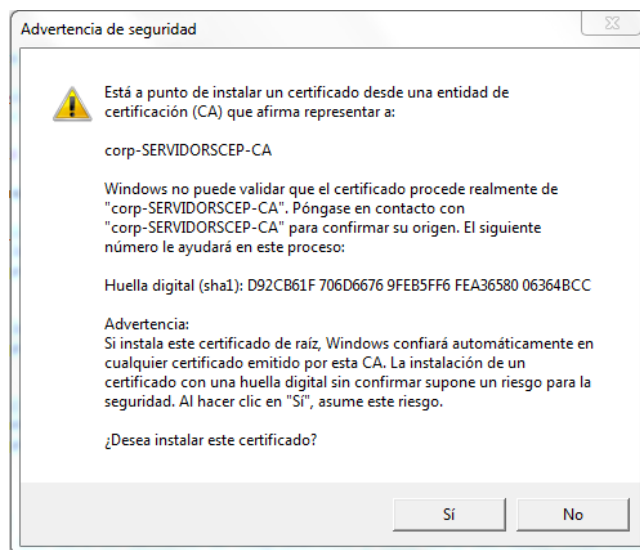 Advertencia de seguridad
Está a punto de instalar un certificado desde una entidad de
certificación (CA) que afirma representar a:
corp-SERVIDORSCEP-CA
Windows no puede validar que el certificado procede realmente de
"corp-SERVIDORSCEP-CA". Póngase en contacto con
"corp-SERVIDORSCEP-CA" para confirmar su origen. El siguiente
número le ayudará en este proceso:
Huella digital (sha1): D92CB61F 706D6676 9FEB5FF6 FEA36580 06364BCC
Advertencia:
Si instala este certificado de raíz, Windows confiará automáticamente en
cualquier certificado emitido por esta CA. La instalación de un
certificado con una huella digital sin confirmar supone un riesgo para la
seguridad. Al hacer clic en "Sí", asume este riesgo.
¿Desea instalar este certificado?
Sí
No